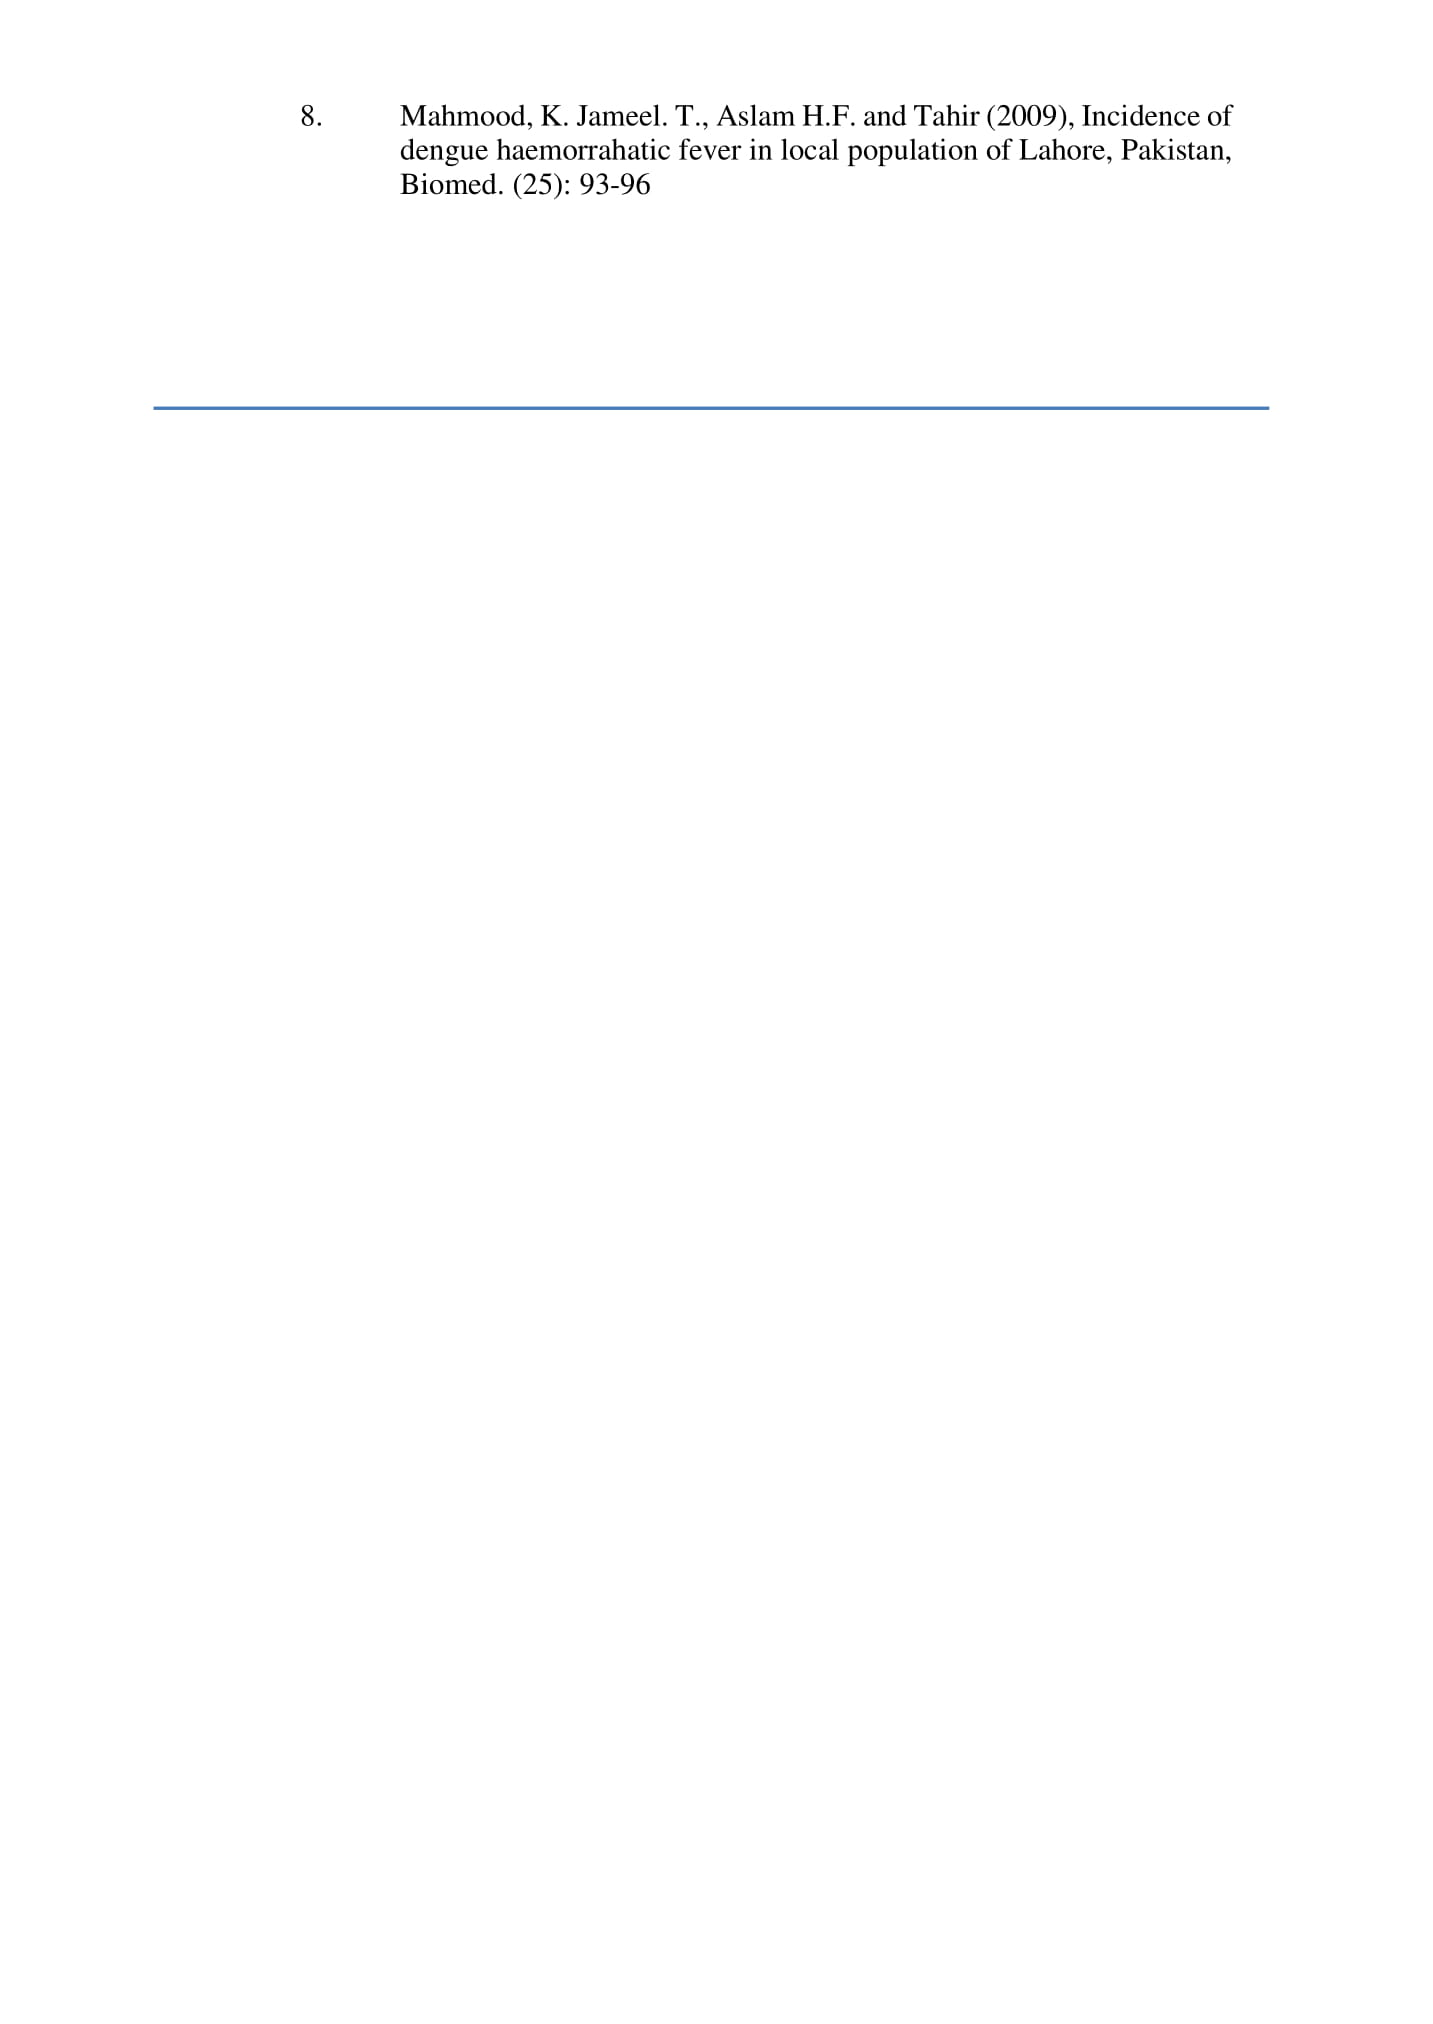 8. Mahmood, K. Jameel. T., Aslam H.F. and Tahir (2009), Incidence of
dengue haemorrahatic fever in local population of Lahore, Pakistan,
Biomed. (25): 93-96